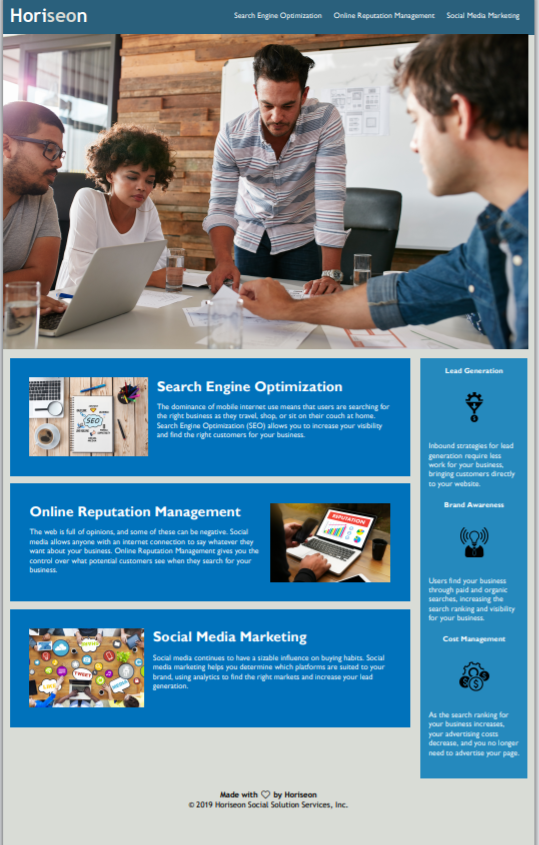 Horiseon
Search Engine Optimization Online Reputation Management Social Media Marketing
Search Engine Optimization
The dominance of mobile internet use means that users are searching for
the right business as they travel, shop, or sit on their couch at home.
Search Engine Optimization (SEO) allows you to increase your visibility
and find the right customers for your business.
SEO
Online Reputation Management
The web is full of opinions, and some of these can be negative. Social
media allows anyone with an internet connection to say whatever they
want about your business. Online Reputation Management gives you the
control over what potential customers see when they search for your
business.
REPUTATION
Social Media Marketing
Social media continues to have a sizable influence on buying habits. Social
media marketing helps you determine which platforms are suited to your
brand, using analytics to find the right markets and increase your lead
generation.
TWEET
LIKE
MEDIA
Lead Generation
Inbound strategies for lead
generation require less
work for your business,
bringing customers directly
to your website.
Brand Awareness
Users find your business
through paid and organic
searches, increasing the
search ranking and visibility
for your business.
Cost Management
As the search ranking for
your business increases,
your advertising costs
decrease, and you no longer
need to advertise your page.
Made with ♡ by Horiseon
© 2019 Horiseon Social Solution Services, Inc.